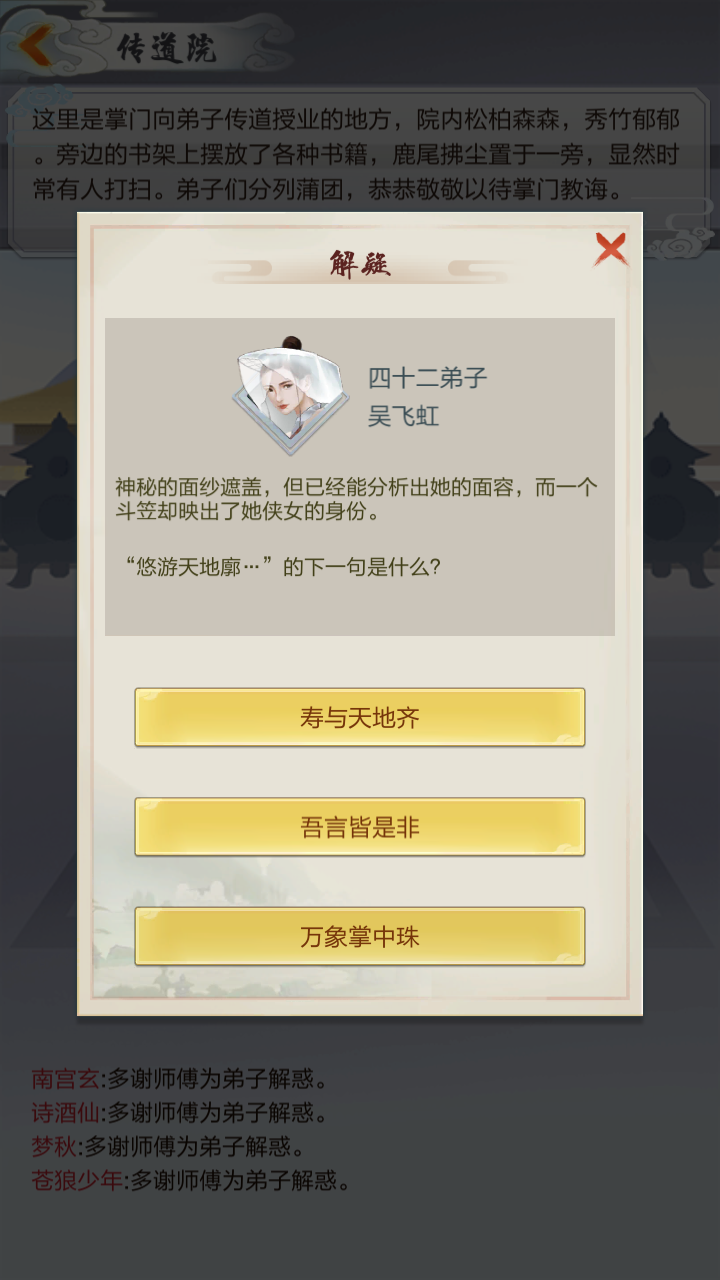 传道院
这里是掌门向弟子传道授业的地方，院内松柏森森，秀竹郁郁
。旁边的书架上摆放了各种书籍，鹿尾拂尘置于一旁，显然时
常有人打扫。弟子们分列蒲团，恭恭敬敬以待掌门教诲。
解疑
四十二弟子
吴飞虹
神秘的面纱遮盖，但已经能分析出她的面容，而一个
斗笠却映出了她侠女的身份。
“悠游天地廓…”的下一句是什么?
寿与天地齐
吾言皆是非
万象掌中珠
南宫玄:多谢师傅为弟子解惑。
诗酒仙:多谢师傅为弟子解惑。
梦秋:多谢师傅为弟子解惑。
苍狼少年:多谢师傅为弟子解惑。